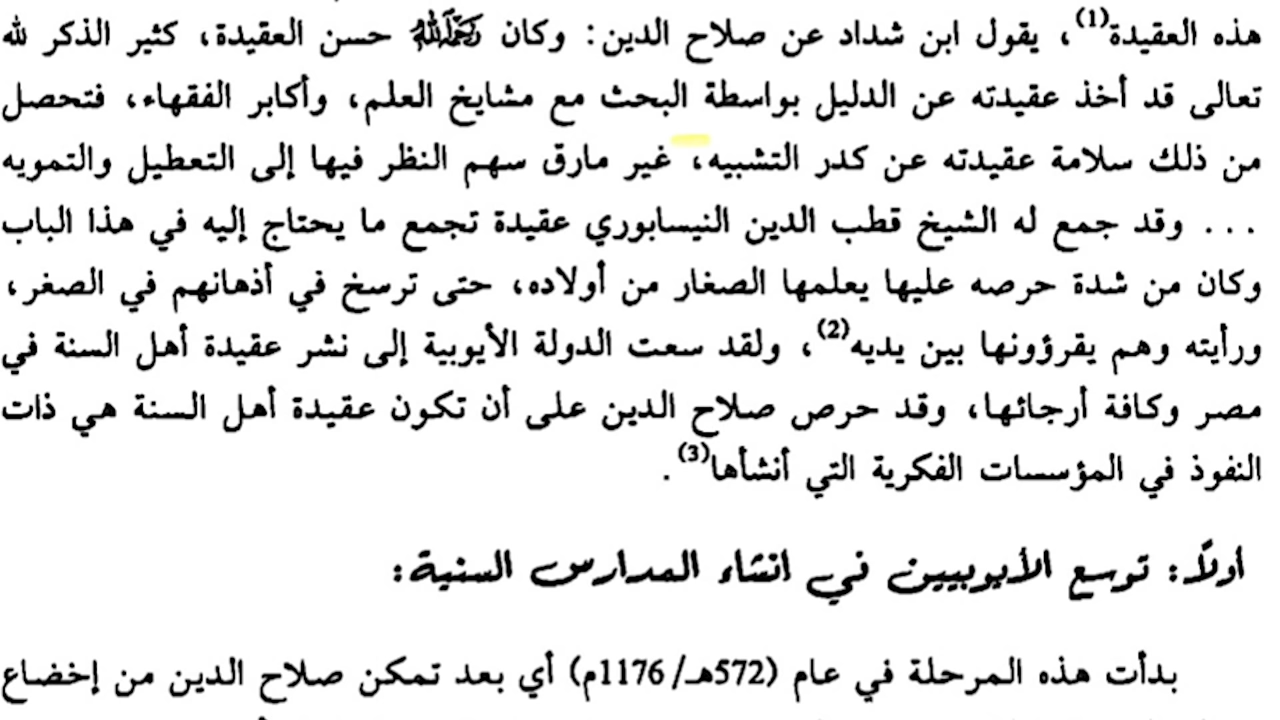 هذه العقيدة(1)، يقول ابن شداد عن صلاح الدين: وكان رَحِمَهُ اللَّهُ حسن العقيدة، كثير الذكر لله
تعالى قد أخذ عقيدته عن الدليل بواسطة البحث مع مشايخ العلم، وأكابر الفقهاء، فتحصل
من ذلك سلامة عقيدته عن كدر التشبيه، غير مارق سهم النظر فيها إلى التعطيل والتمويه
... وقد جمع له الشيخ قطب الدين النيسابوري عقيدة تجمع ما يحتاج إليه في هذا الباب
وكان من شدة حرصه عليها يعلمها الصغار من أولاده، حتى ترسخ في أذهانهم في الصغر،
ورأيته وهم يقرؤونها بين يديه(2)، ولقد سعت الدولة الأيوبية إلى نشر عقيدة أهل السنة في
مصر وكافة أرجائها، وقد حرص صلاح الدين على أن تكون عقيدة أهل السنة هي ذات
النفوذ في المؤسسات الفكرية التي أنشأها(3).
أولاً: توسع الأيوبيين في انشاء المدارس السنية:
بدأت هذه المرحلة في عام (572هـ/1176م) أي بعد تمكن صلاح الدين من إخضاع